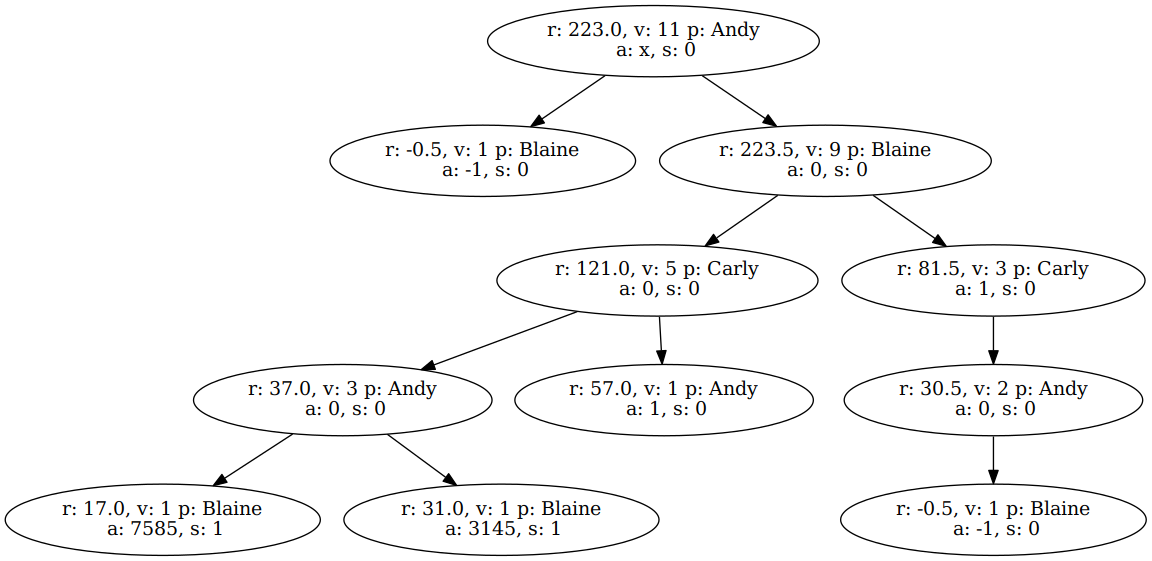 r: 223.0, v: 11 p: Andy
a: x, s: 0
r: -0.5, v: 1 p: Blaine
a: -1, s: 0
r: 223.5, v: 9 p: Blaine
a: 0, s: 0
r: 121.0, v: 5 p: Carly
a: 0, s: 0
r: 81.5, v: 3 p: Carly
a: 1, s: 0
r: 37.0, v: 3 p: Andy
a: 0, s: 0
r: 57.0, v: 1 p: Andy
a: 1, s: 0
r: 30.5, v: 2 p: Andy
a: 0, s: 0
r: 17.0, v: 1 p: Blaine
a: 7585, s: 1
r: 31.0, v: 1 p: Blaine
a: 3145, s: 1
r: -0.5, v: 1 p: Blaine
a: -1, s: 0